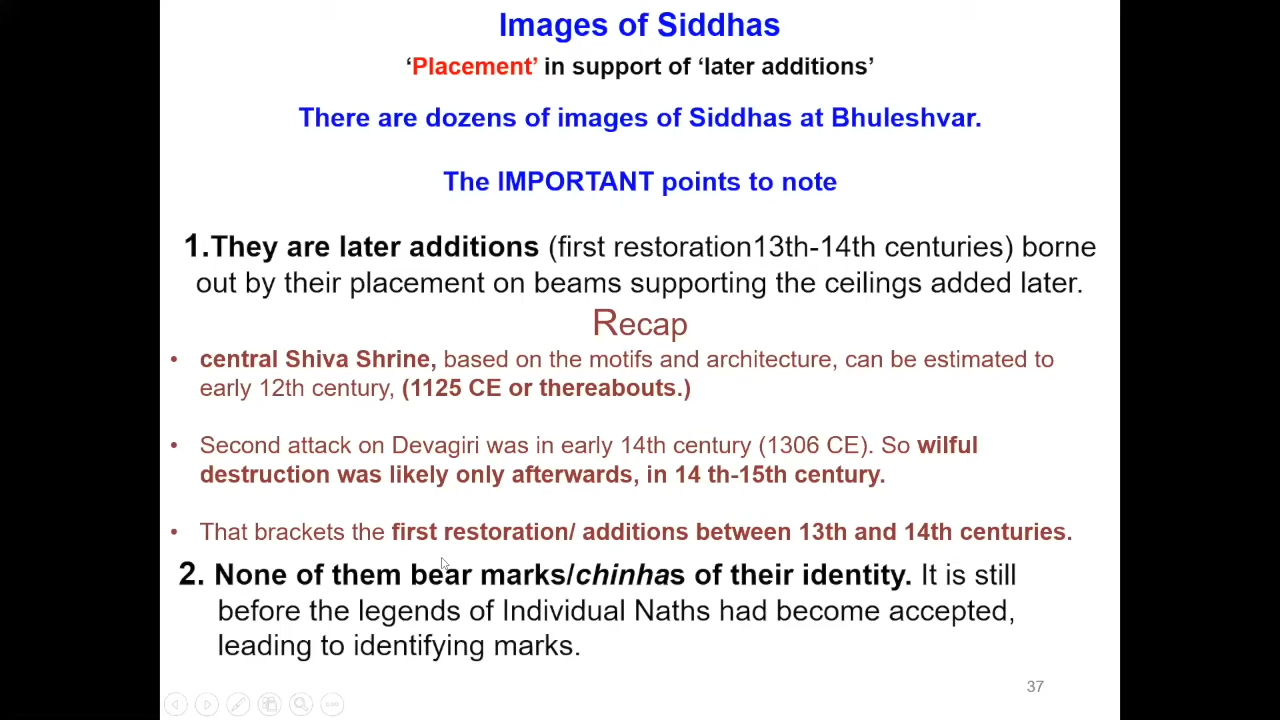 Images of Siddhas
‘Placement’ in support of ‘later additions’
There are dozens of images of Siddhas at Bhuleshvar.
The IMPORTANT points to note
1.They are later additions (first restoration13th-14th centuries) borne
out by their placement on beams supporting the ceilings added later.
Recap
• central Shiva Shrine, based on the motifs and architecture, can be estimated to
early 12th century, (1125 CE or thereabouts.)
• Second attack on Devagiri was in early 14th century (1306 CE). So wilful
destruction was likely only afterwards, in 14 th-15th century.
• That brackets the first restoration/ additions between 13th and 14th centuries.
2. None of them bear marks/chinhas of their identity. It is still
before the legends of Individual Naths had become accepted,
leading to identifying marks.
37